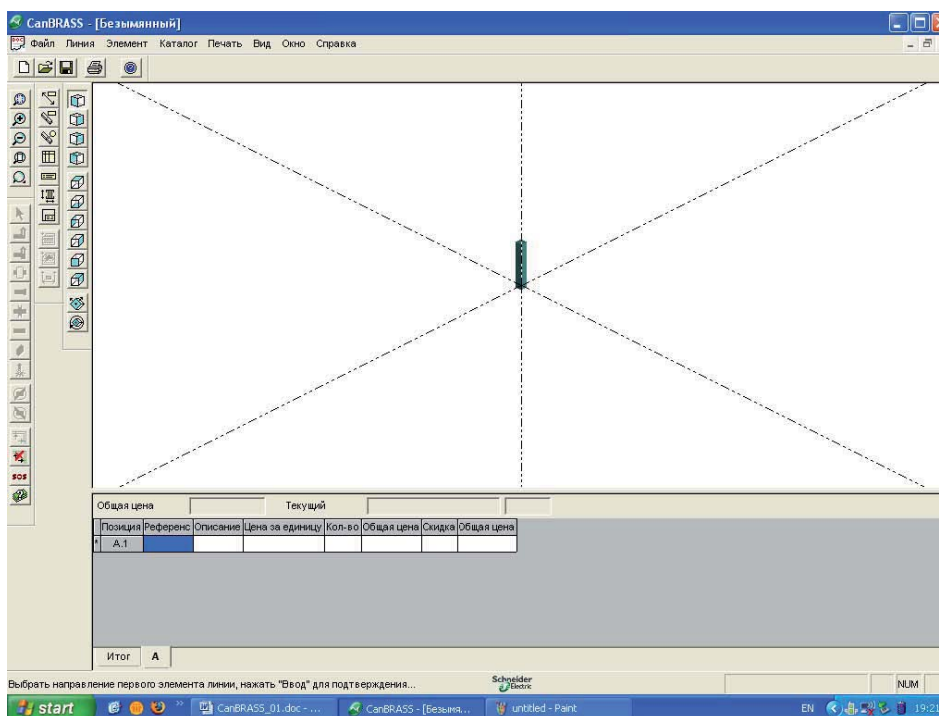 CanBRASS - [Безымянный]
Файл Линия Элемент Каталог Печать Вид Окно Справка
SOS
Общая цена Текущий
Позиция Референс Описание Цена за единицу Кол-во Общая цена Скидка Общая цена
* A.1
Итог A
Выбрать направление первого элемента линии, нажать "Ввод" для подтверждения... Schneider Electric NUM
start CanBRASS_01.doc - ... CanBRASS - [Безымя... untitled - Paint EN 19:21